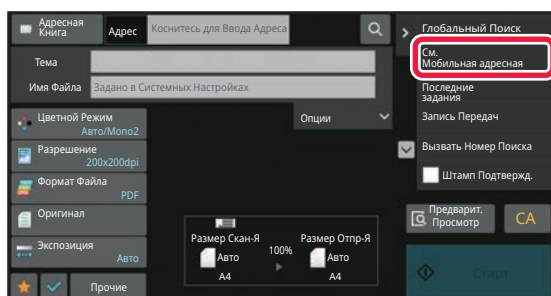 Адресная
Книга
Адрес
Коснитесь для Ввода Адреса
Тема
Имя Файла
Задано в Системных Настройках
Цветной Режим
Авто/Mono2
Разрешение
200x200dpi
Формат Файла
PDF
Оригинал
Экспозиция
Авто
Прочие
Опции
Размер Скан-Я
Авто
A4
100%
Размер Отпр-Я
Авто
A4
Глобальный Поиск
См.
Мобильная адресная
Последние
задания
Запись Передач
Вызвать Номер Поиска
Штамп Подтвержд.
Предварит.
Просмотр
CA
Старт